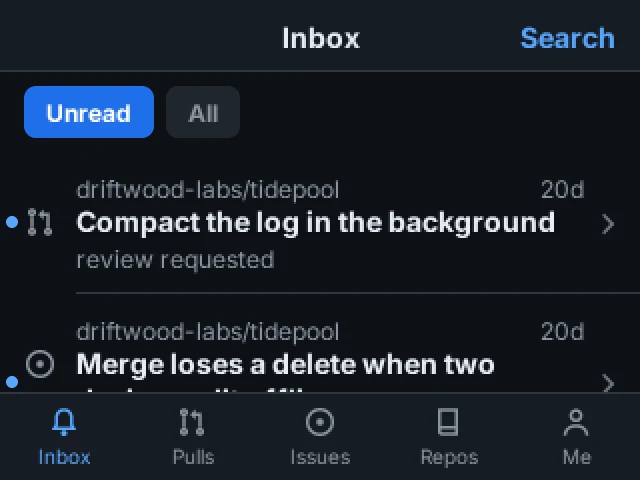 Inbox
Search
Unread
All
driftwood-labs/tidepool
20d
Compact the log in the background
review requested
driftwood-labs/tidepool
20d
Merge loses a delete when two
Inbox
Pulls
Issues
Repos
Me